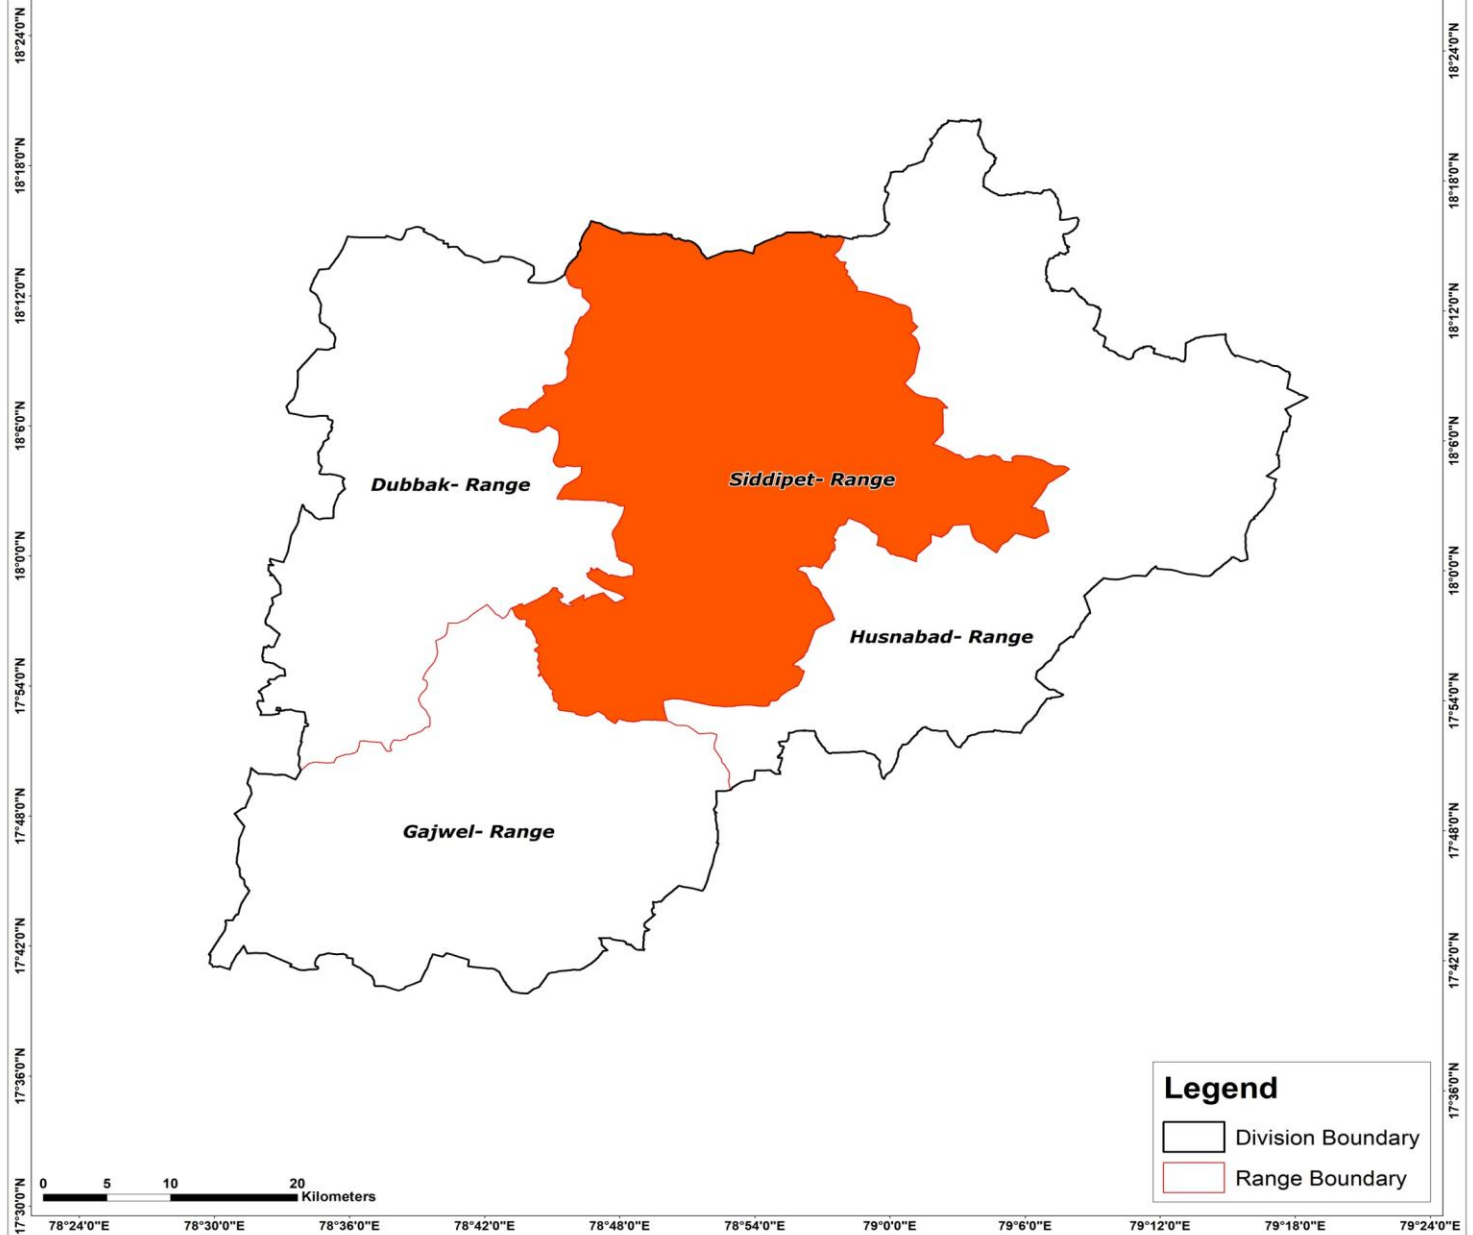 18°24'0"N
18°18'0"N
18°12'0"N
18°6'0"N
18°0'0"N
17°54'0"N
17°48'0"N
17°42'0"N
17°36'0"N
17°30'0"N
18°24'0"N
18°18'0"N
18°12'0"N
18°6'0"N
18°0'0"N
17°54'0"N
17°48'0"N
17°42'0"N
17°36'0"N
Dubbak- Range
Siddipet- Range
Husnabad- Range
Gajwel- Range
Legend
Division Boundary
Range Boundary
0 5 10 20
Kilometers
78°24'0"E 78°30'0"E 78°36'0"E 78°42'0"E 78°48'0"E 78°54'0"E 79°0'0"E 79°6'0"E 79°12'0"E 79°18'0"E 79°24'0"E